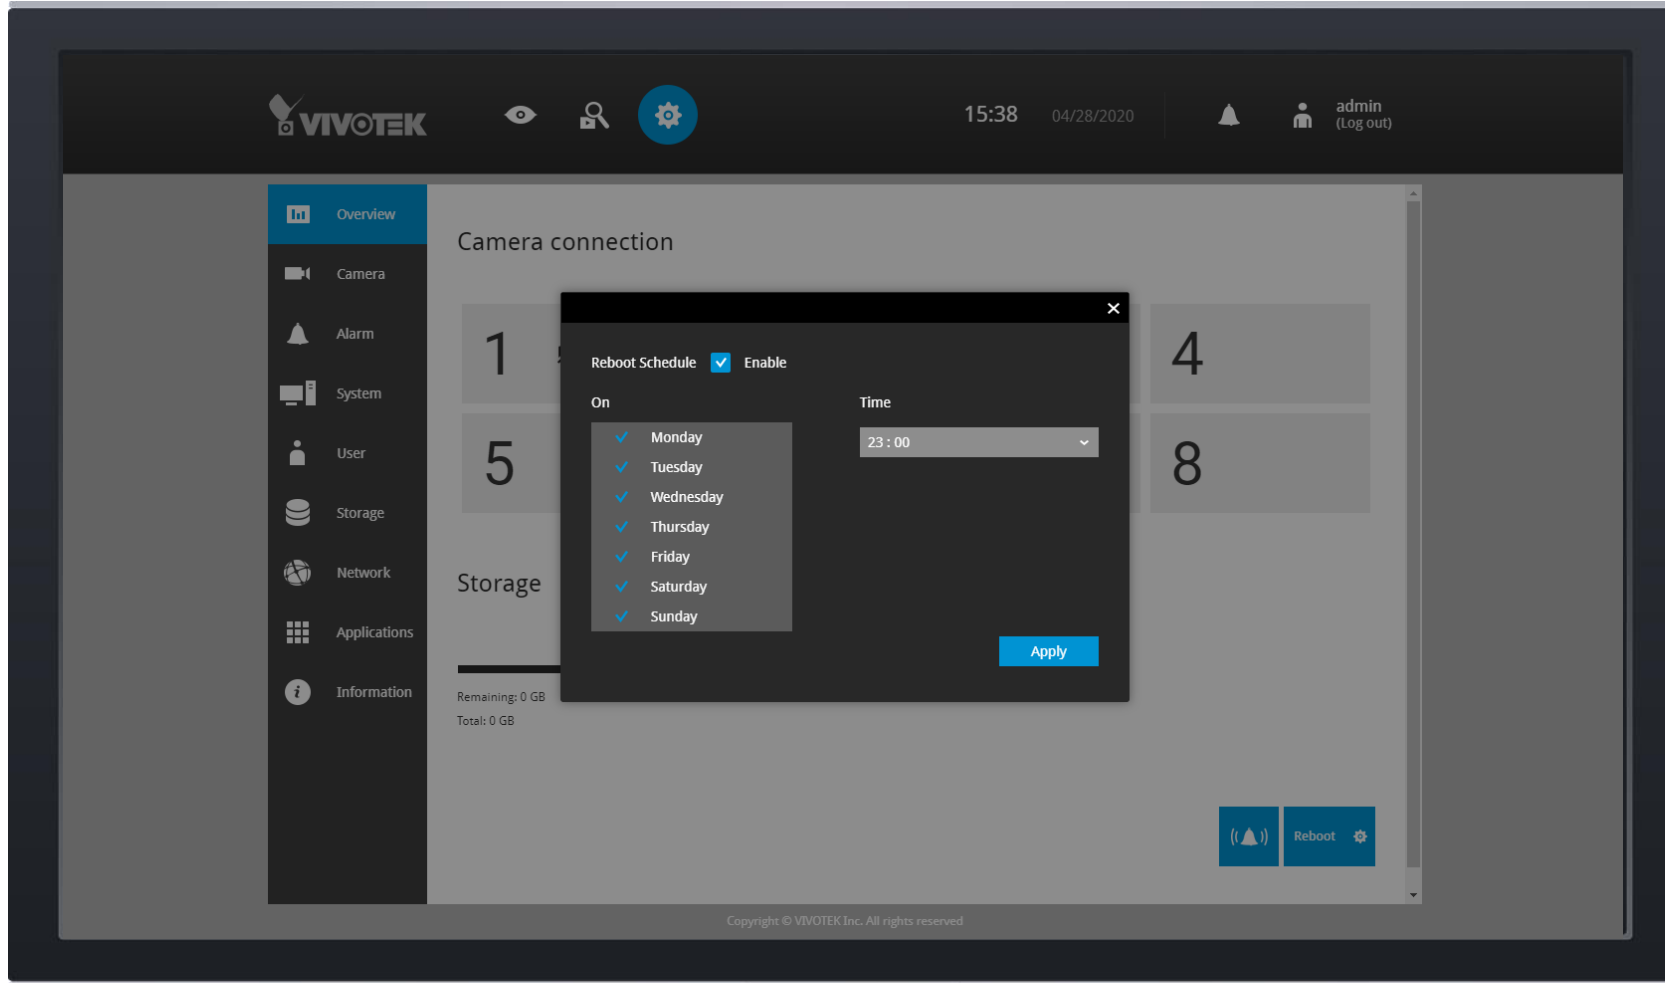 VIVOTEK
15:38 04/28/2020
admin
(Log out)
Overview
Camera
Alarm
System
User
Storage
Network
Applications
Information
Camera connection
1
4
5
8
Reboot Schedule Enable
On
Time
Monday
Tuesday
Wednesday
Thursday
Friday
Saturday
Sunday
23 : 00
Apply
Storage
Remaining: 0 GB
Total: 0 GB
Reboot
Copyright © VIVOTEK Inc. All rights reserved